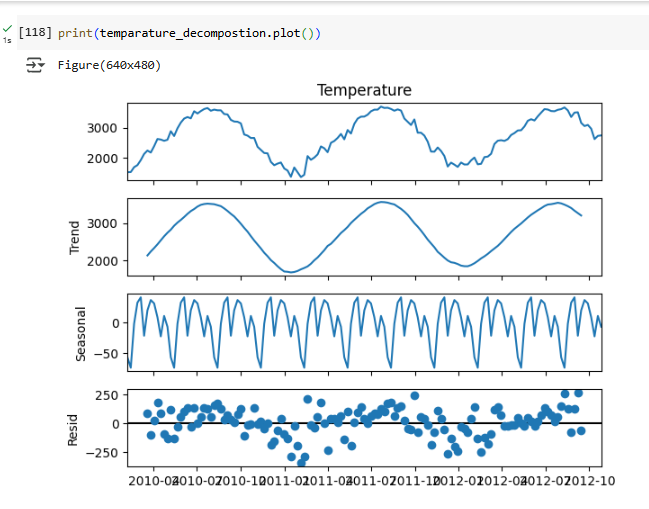 [118] print(temparature_decompostion.plot())
1s
Figure(640x480)
Temperature
3000
2000
Trend
3000
2000
Seasonal
0
−50
Resid
250
0
−250
2010-04 2010-07 2010-10 2011-01 2011-04 2011-07 2011-10 2012-01 2012-04 2012-07 2012-10